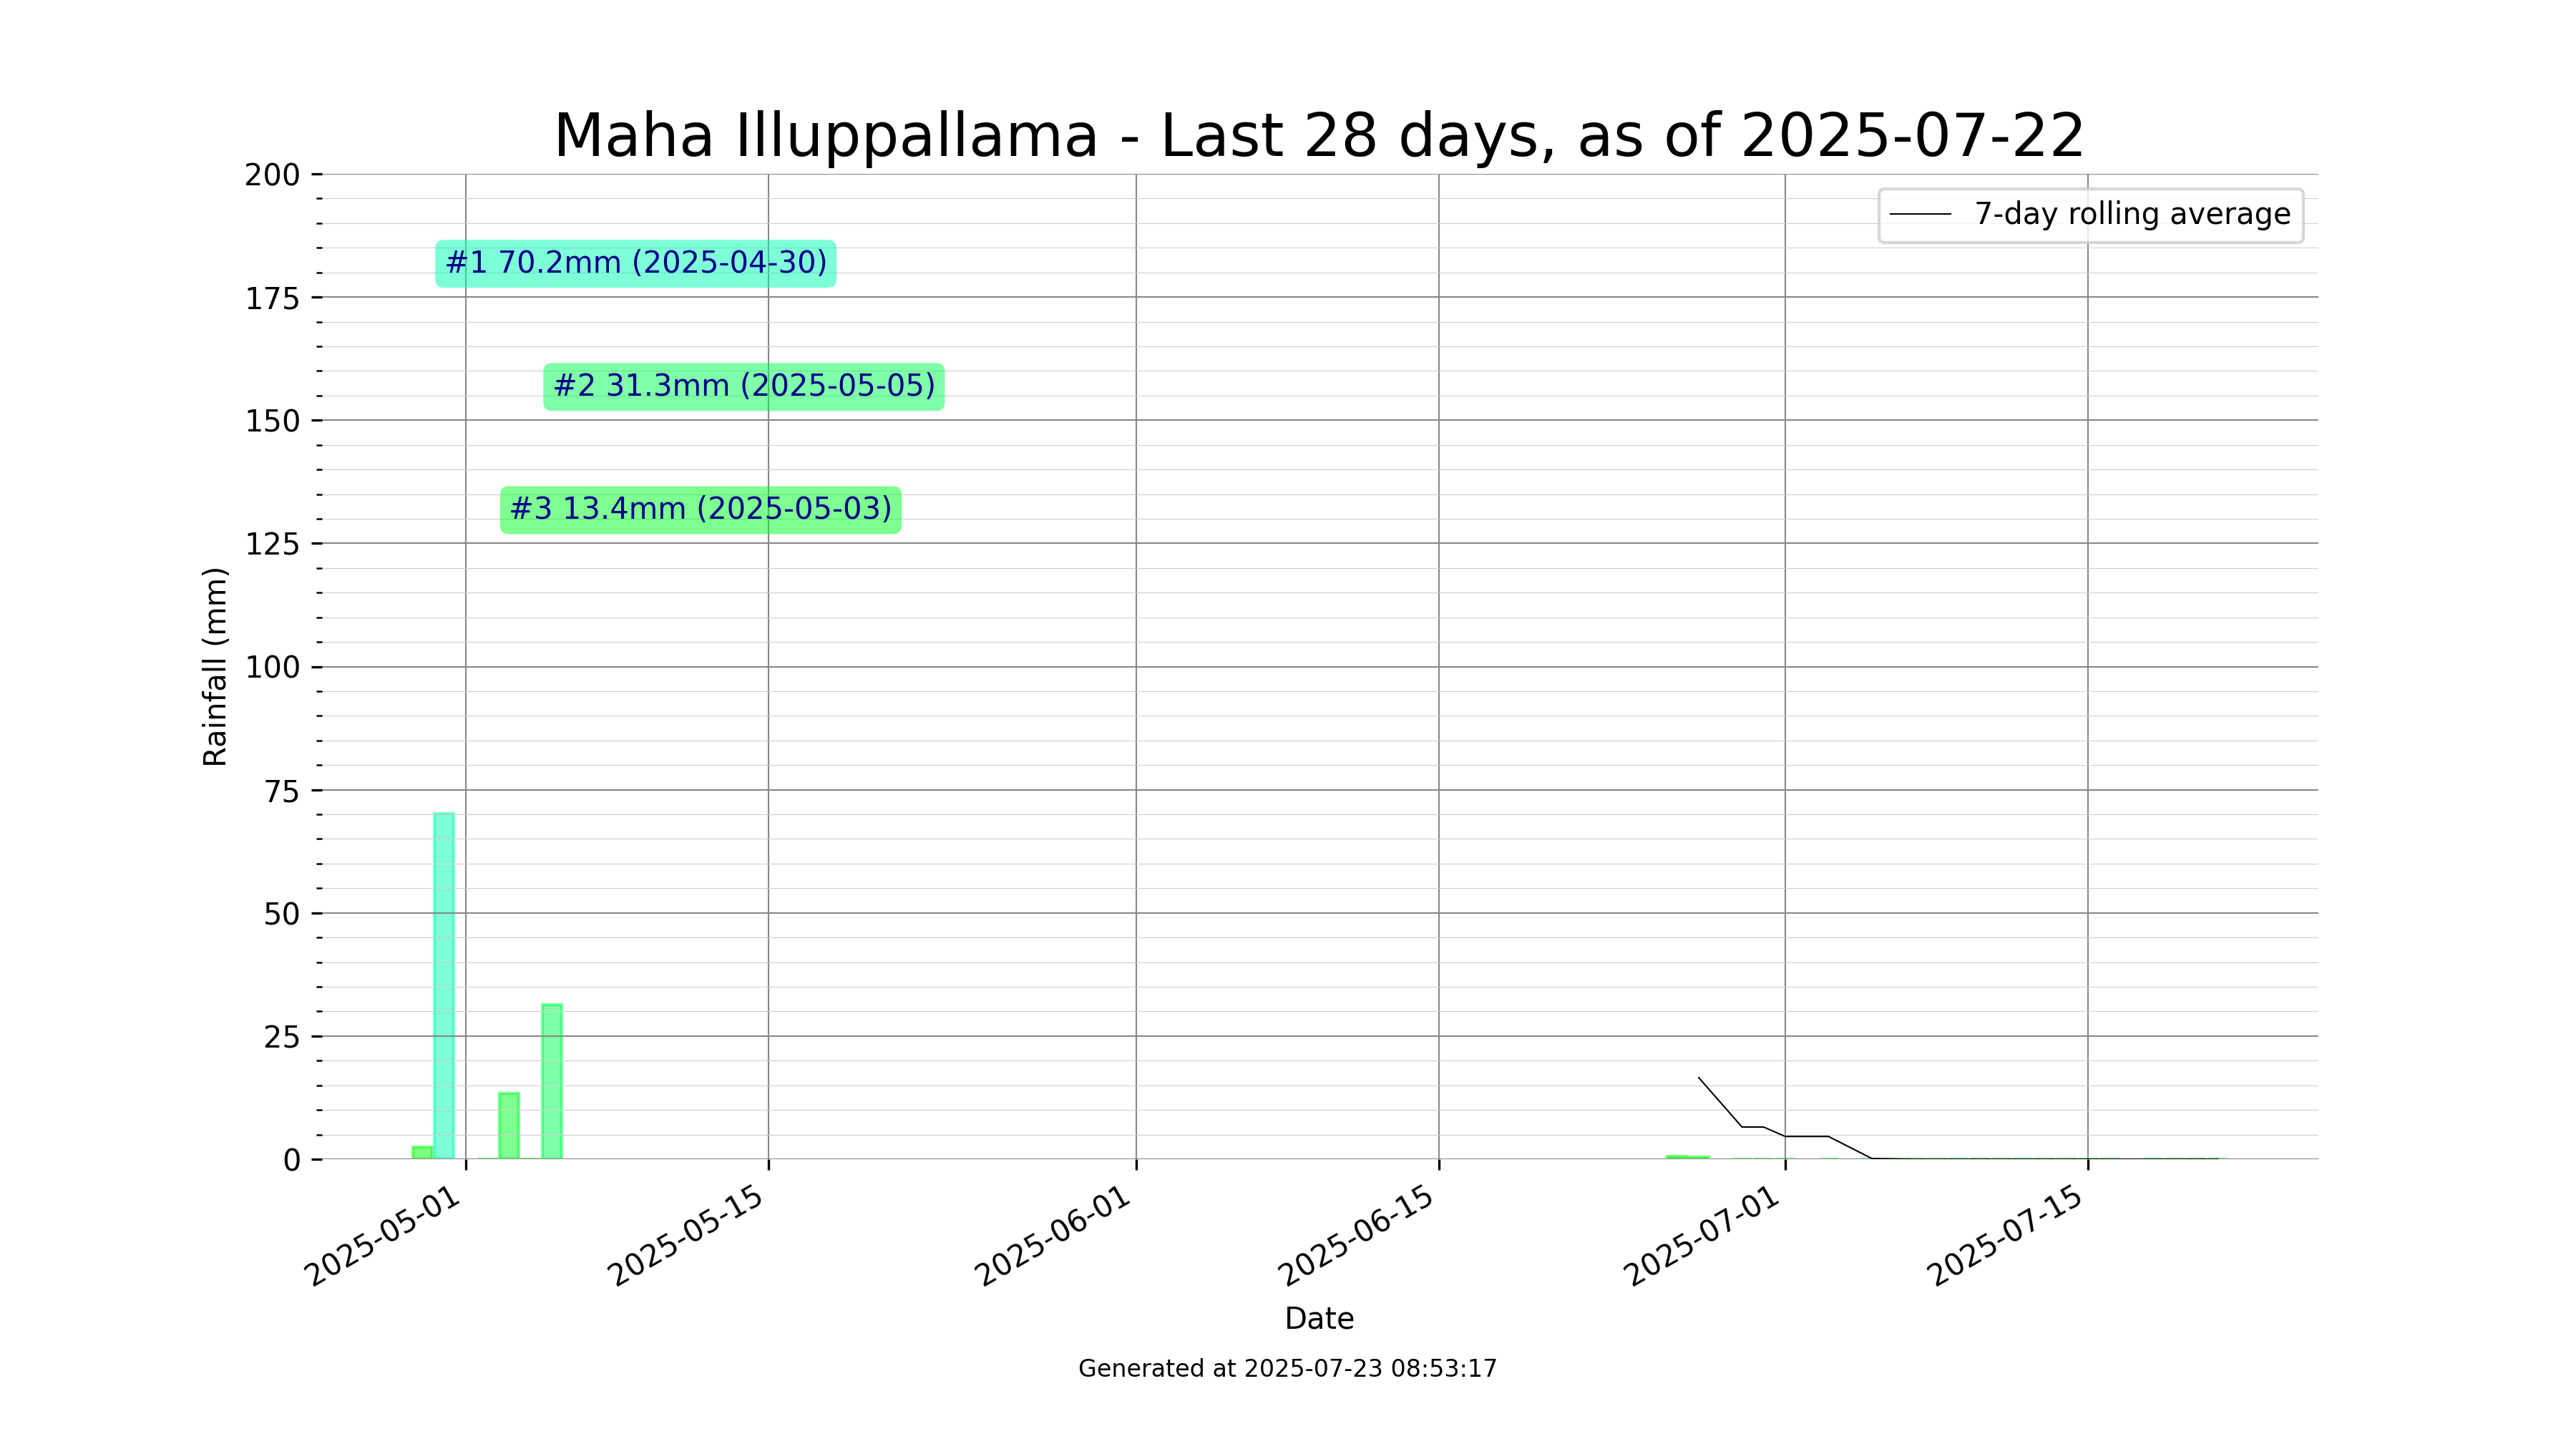 Maha Illuppallama - Last 28 days, as of 2025-07-22
7-day rolling average
#1 70.2mm (2025-04-30)
#2 31.3mm (2025-05-05)
#3 13.4mm (2025-05-03)
Rainfall (mm)
200
175
150
125
100
75
50
25
0
2025-05-01
2025-05-15
2025-06-01
2025-06-15
2025-07-01
2025-07-15
Date
Generated at 2025-07-23 08:53:17